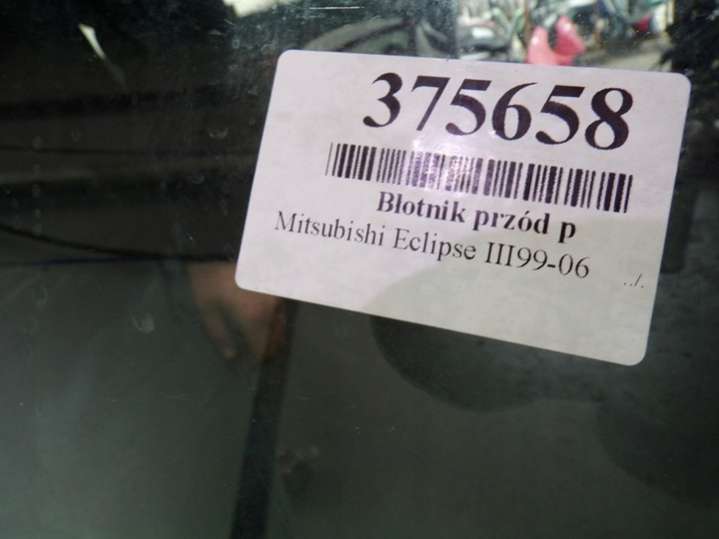 375658
Błotnik przód p
Mitsubishi Eclipse III99-06
../.